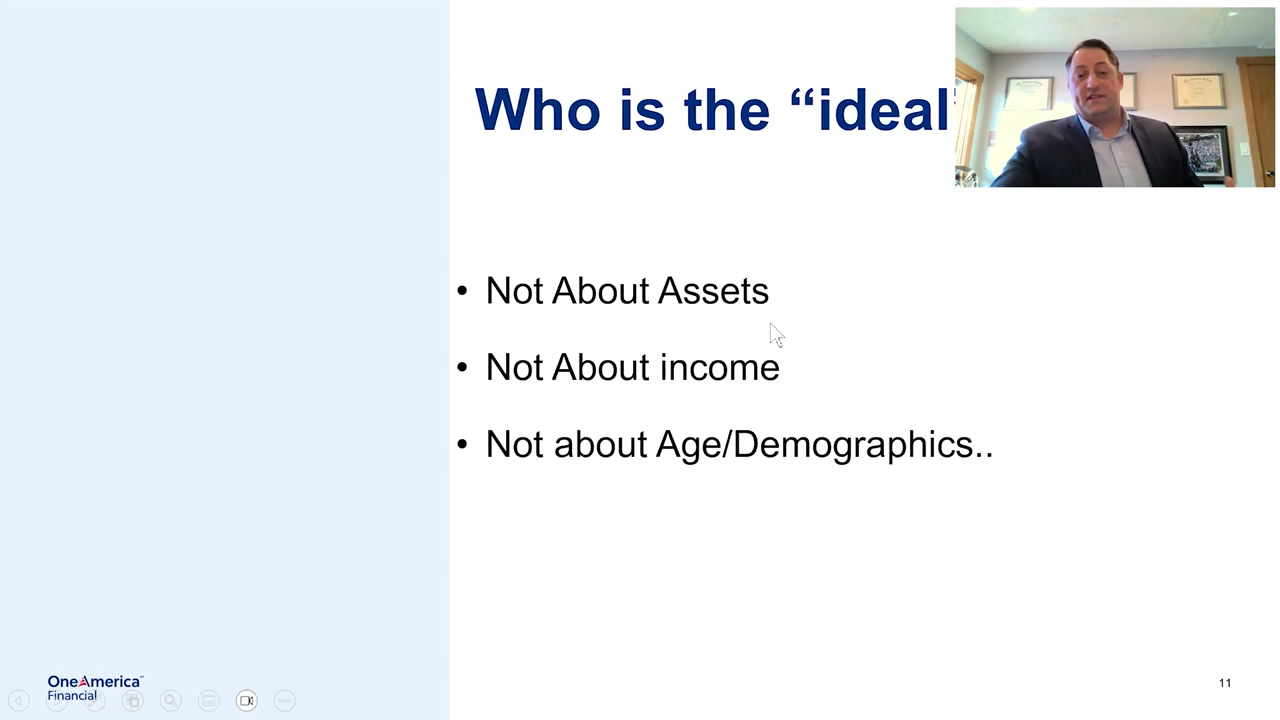 Who is the “ideal”
• Not About Assets
• Not About income
• Not about Age/Demographics..
OneAmerica
Financial
11